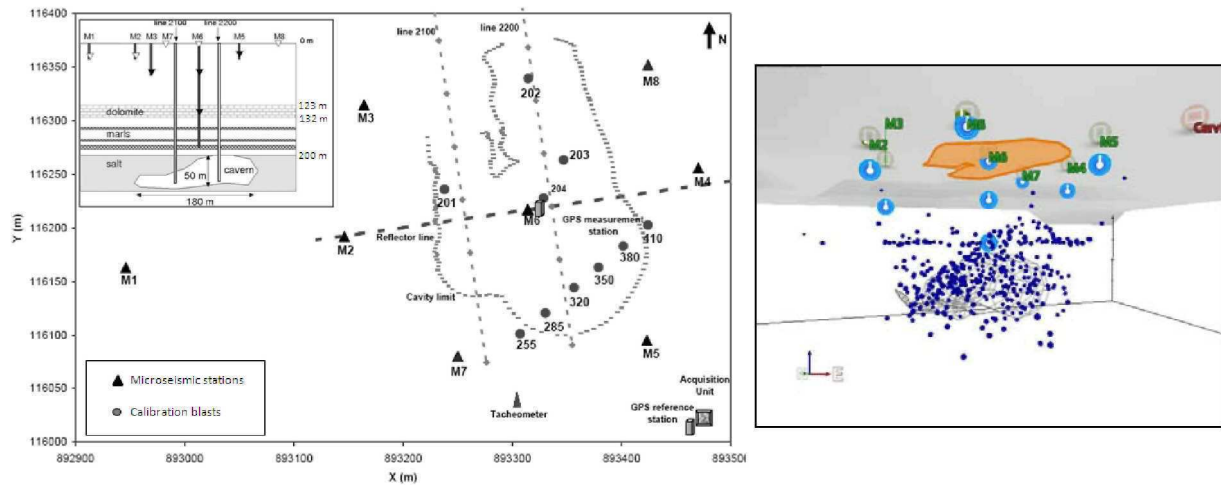 line 2100 line 2200
M1 M2 M3 M7 M6 M5 M8
0 m
dolomite
123 m
132 m
marls
200 m
salt
50 m
cavern
180 m
line 2100
line 2200
N
M8
202
M3
203
M4
201
204
M6
GPS measurement
station
410
M2
Reflector line
380
M1
350
Cavity limit
320
285
255
M5
M7
Acquisition
Unit
GPS reference
station
Tacheometer
Microseismic stations
Calibration blasts
116400
116350
116300
116250
116200
116150
116100
116050
116000
Y (m)
892900 893000 893100 893200 893300 893400 893500
X (m)
M3
M2
M5
M6
M4
M7
E